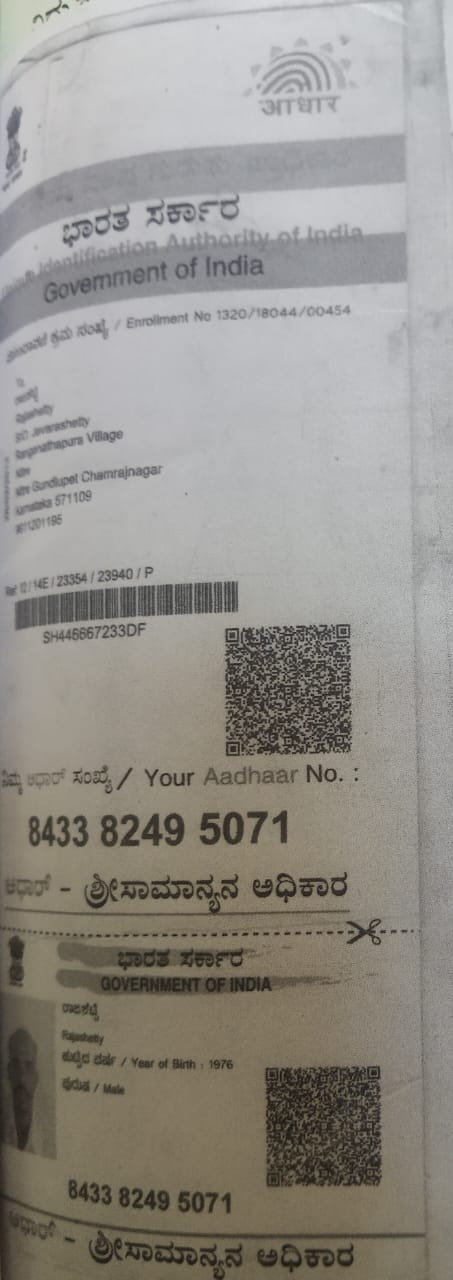 आधार
ಭಾರತ ಸರ್ಕಾರ
Identification Authority of India
Government of India
ಕ್ರಮ ಸಂಖ್ಯೆ / Enrollment No 1320/18044/00454
Rajashetty
S/O Javarashetty
Ranganathapura Village
Gundlupet Chamrajnagar
Karnataka 571109
12 / 14E / 23354 / 23940 / P
SH446667233DF
ನಿಮ್ಮ ಆಧಾರ್ ಸಂಖ್ಯೆ / Your Aadhaar No. :
8433 8249 5071
ಆಧಾರ್ - ಶ್ರೀಸಾಮಾನ್ಯನ ಅಧಿಕಾರ
ಭಾರತ ಸರ್ಕಾರ
GOVERNMENT OF INDIA
ರಾಜಶೆಟ್ಟಿ
Rajashetty
ಹುಟ್ಟಿದ ವರ್ಷ / Year of Birth : 1976
ಪುರುಷ / Male
8433 8249 5071
ಆಧಾರ್ - ಶ್ರೀಸಾಮಾನ್ಯನ ಅಧಿಕಾರ